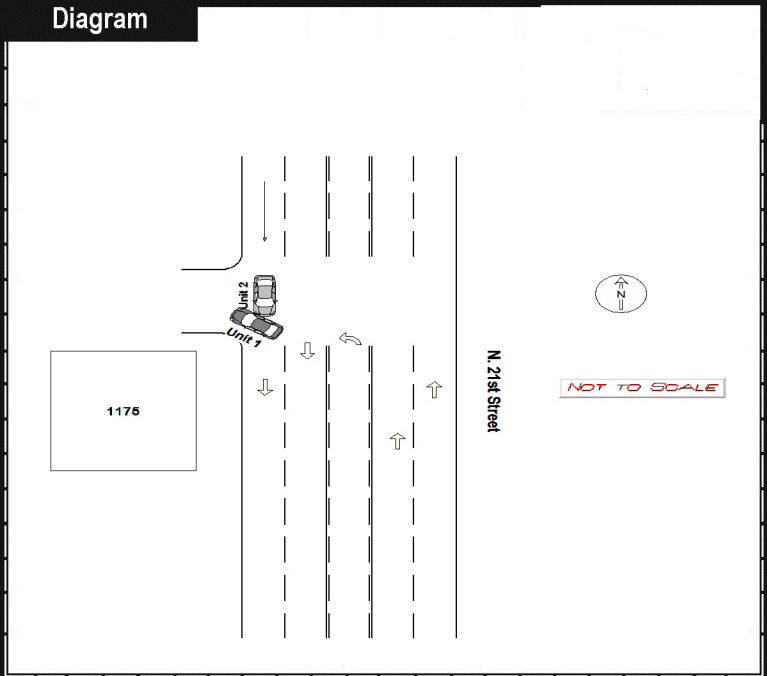 Diagram
Unit 2
Unit 1
N
N. 21st Street
NOT TO SCALE
1175